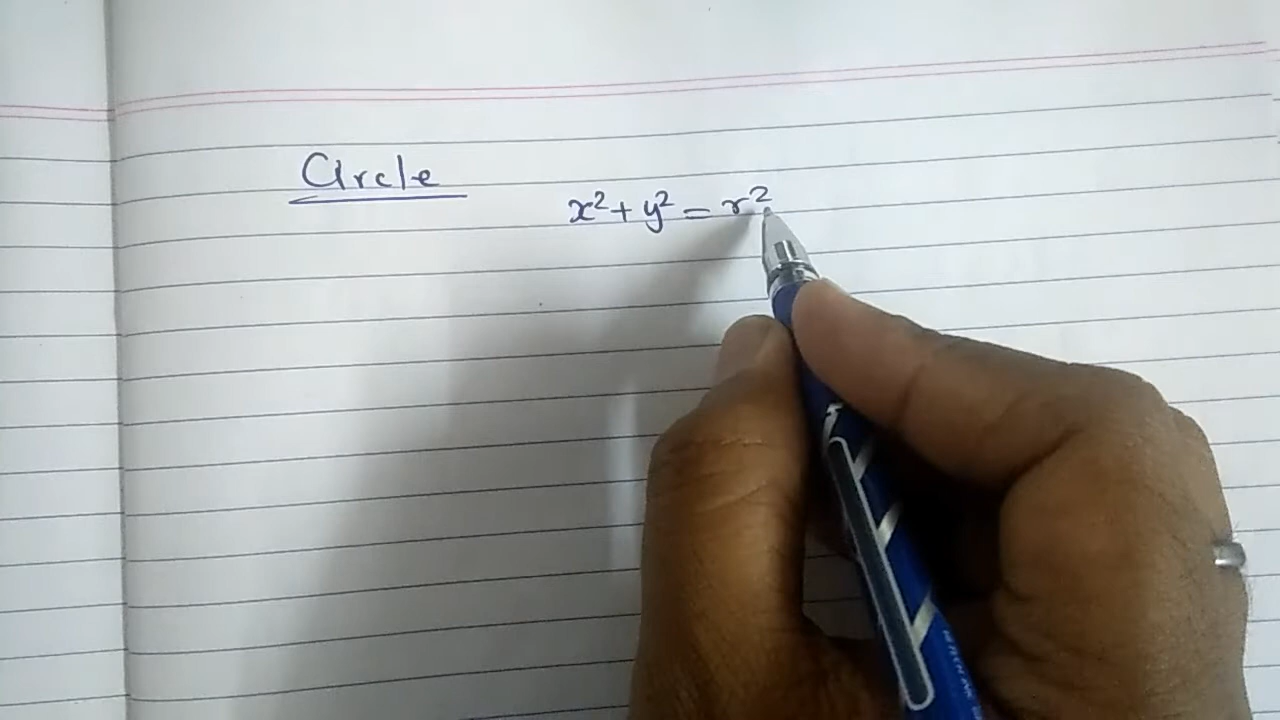 Circle
x² + y² = r²